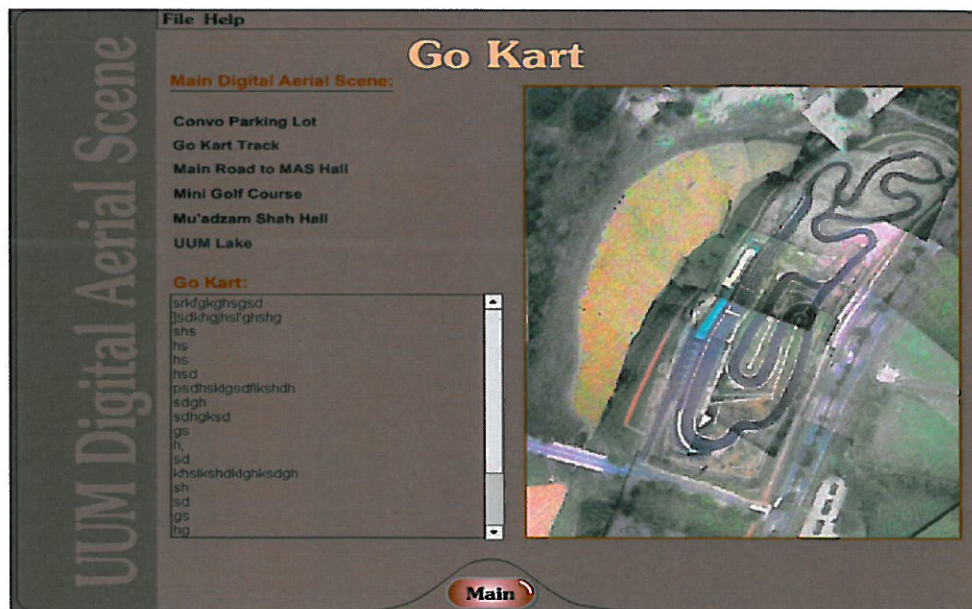 File Help
Go Kart
UUM Digital Aerial Scene
Main Digital Aerial Scene:
Convo Parking Lot
Go Kart Track
Main Road to MAS Hall
Mini Golf Course
Mu'adzam Shah Hall
UUM Lake
Go Kart:
srkfgkghsgsd
]sdkhgjhsl'ghshg
shs
hs
hs
hsd
psdhsklgsdflkshdh
sdgh
sdhgksd
gs
h,
sd
khslkshdklghksdgh
sh
sd
gs
hg
Main